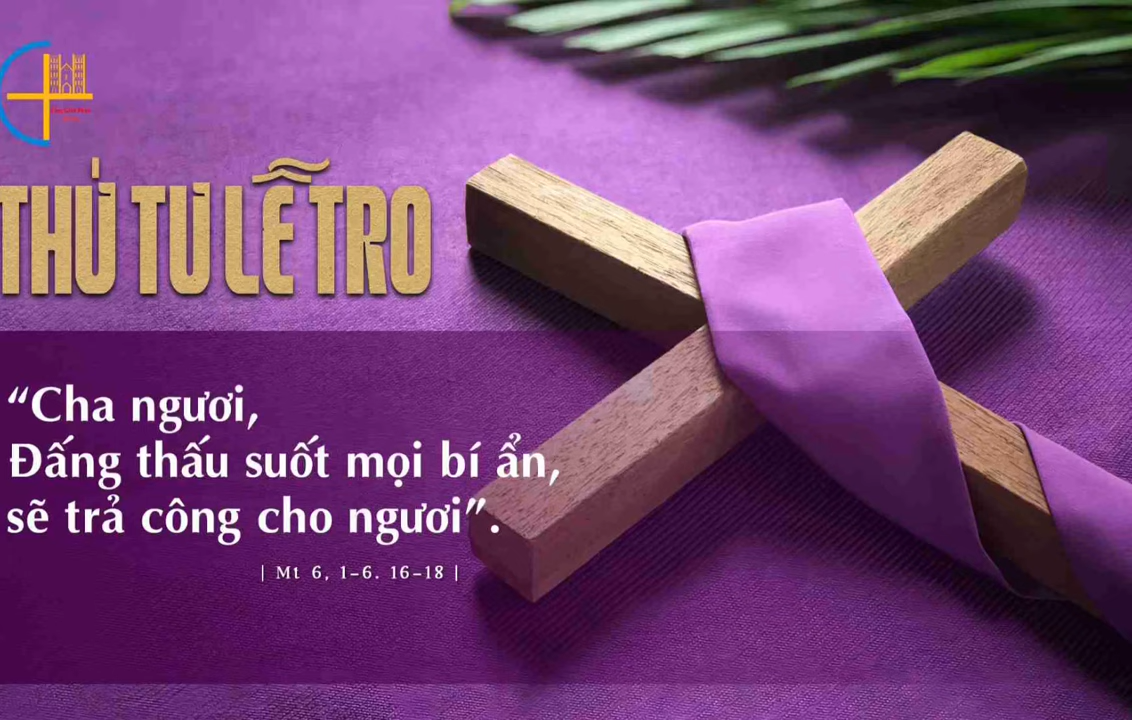 THỨ TƯ LỄ TRO
“Cha ngươi,
Đấng thấu suốt mọi bí ẩn,
sẽ trả công cho ngươi”.
| Mt 6, 1-6. 16-18 |